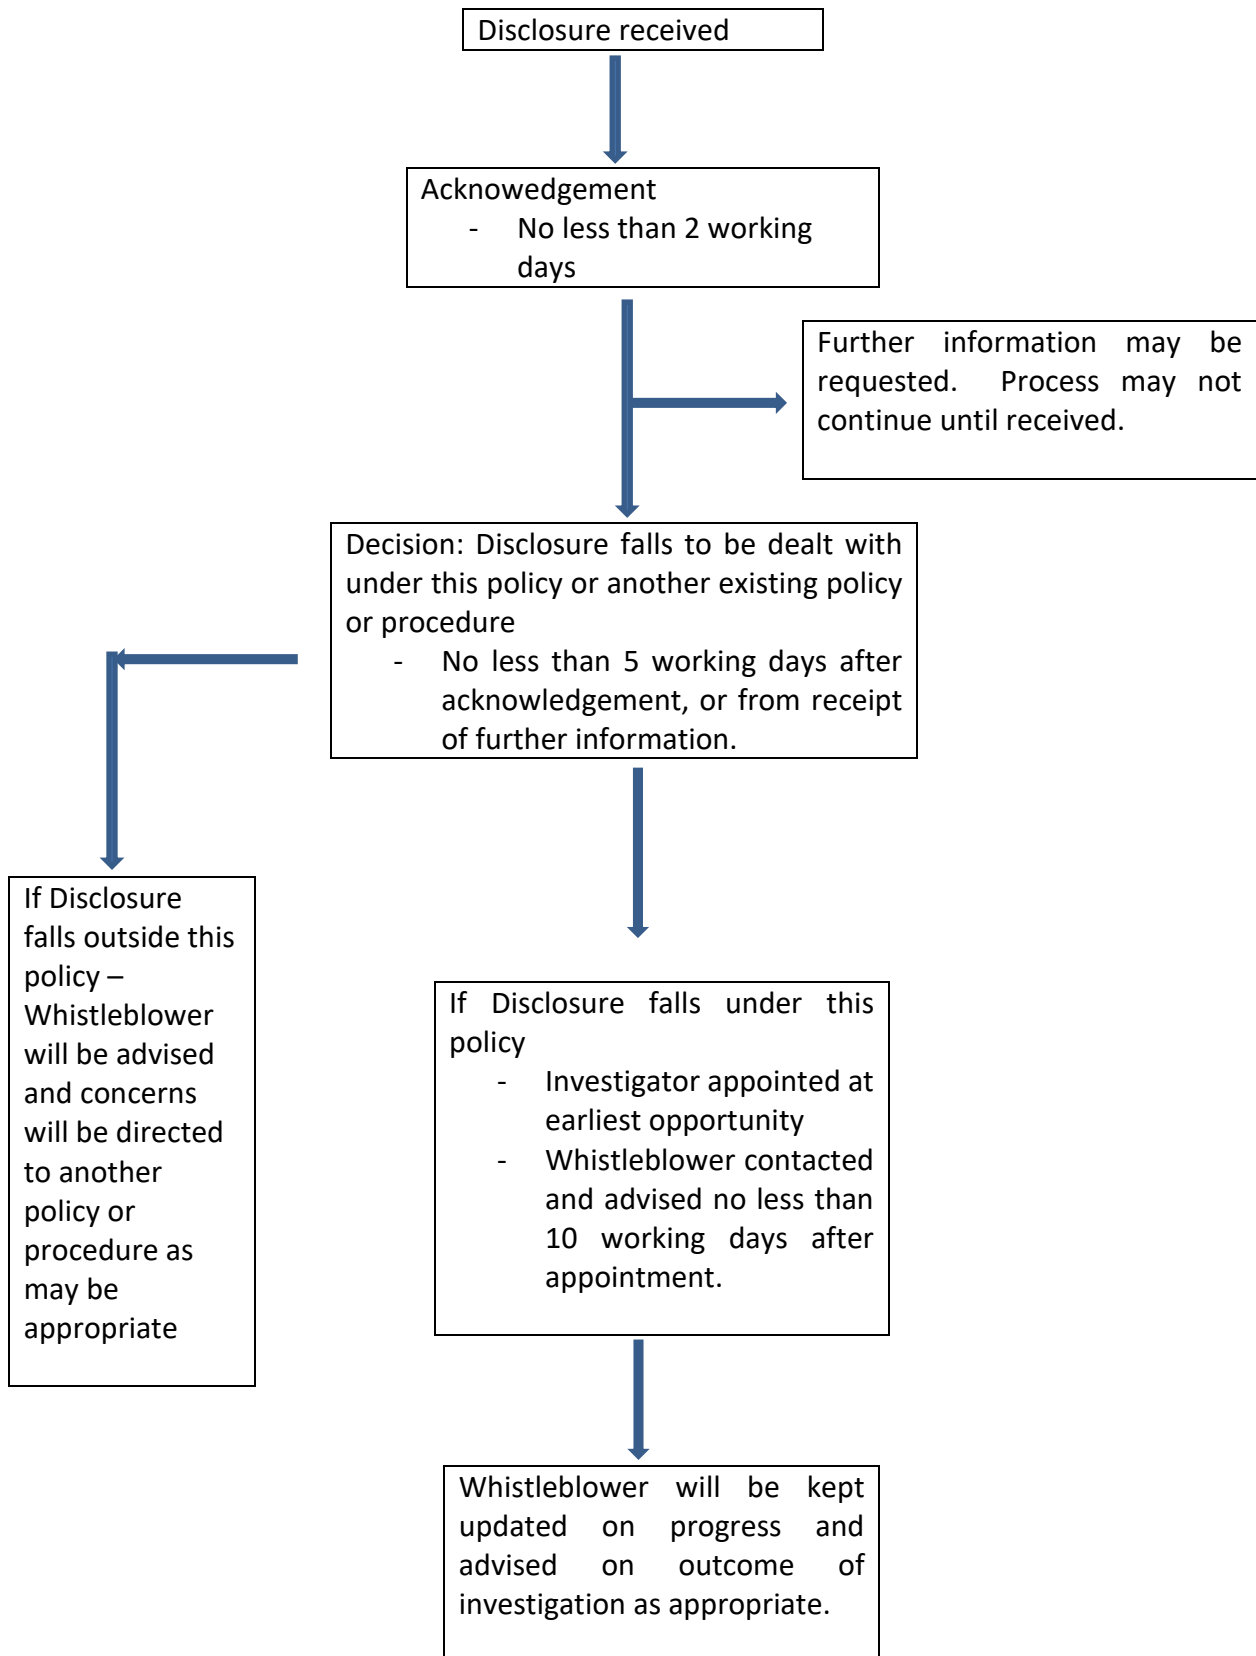 Disclosure received
Acknowedgement
- No less than 2 working
days
Further information may be
requested. Process may not
continue until received.
Decision: Disclosure falls to be dealt with
under this policy or another existing policy
or procedure
- No less than 5 working days after
acknowledgement, or from receipt
of further information.
If Disclosure
falls outside this
policy –
Whistleblower
will be advised
and concerns
will be directed
to another
policy or
procedure as
may be
appropriate
If Disclosure falls under this
policy
- Investigator appointed at
earliest opportunity
- Whistleblower contacted
and advised no less than
10 working days after
appointment.
Whistleblower will be kept
updated on progress and
advised on outcome of
investigation as appropriate.